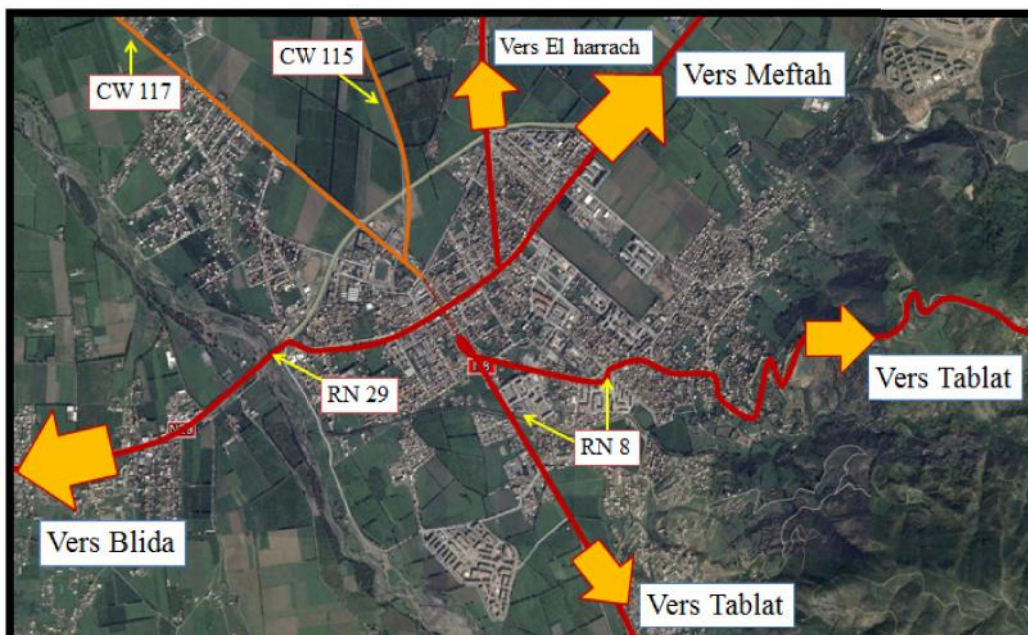 Vers El harrach
CW 115
Vers Meftah
CW 117
Vers Tablat
RN 29
RN 8
Vers Blida
Vers Tablat